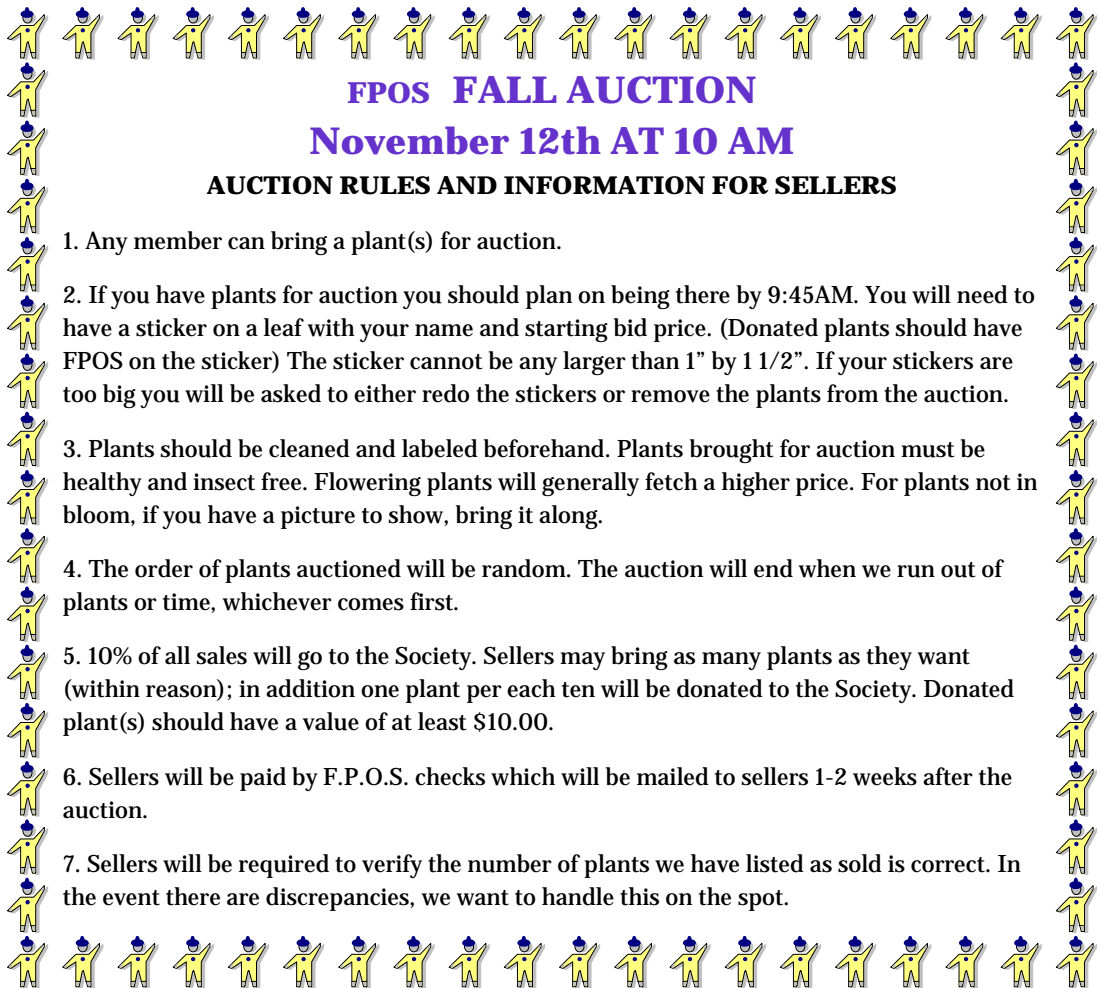 FPOS FALL AUCTION
November 12th AT 10 AM
AUCTION RULES AND INFORMATION FOR SELLERS
1. Any member can bring a plant(s) for auction.
2. If you have plants for auction you should plan on being there by 9:45AM. You will need to
have a sticker on a leaf with your name and starting bid price. (Donated plants should have
FPOS on the sticker) The sticker cannot be any larger than 1” by 1 1/2”. If your stickers are
too big you will be asked to either redo the stickers or remove the plants from the auction.
3. Plants should be cleaned and labeled beforehand. Plants brought for auction must be
healthy and insect free. Flowering plants will generally fetch a higher price. For plants not in
bloom, if you have a picture to show, bring it along.
4. The order of plants auctioned will be random. The auction will end when we run out of
plants or time, whichever comes first.
5. 10% of all sales will go to the Society. Sellers may bring as many plants as they want
(within reason); in addition one plant per each ten will be donated to the Society. Donated
plant(s) should have a value of at least $10.00.
6. Sellers will be paid by F.P.O.S. checks which will be mailed to sellers 1-2 weeks after the
auction.
7. Sellers will be required to verify the number of plants we have listed as sold is correct. In
the event there are discrepancies, we want to handle this on the spot.